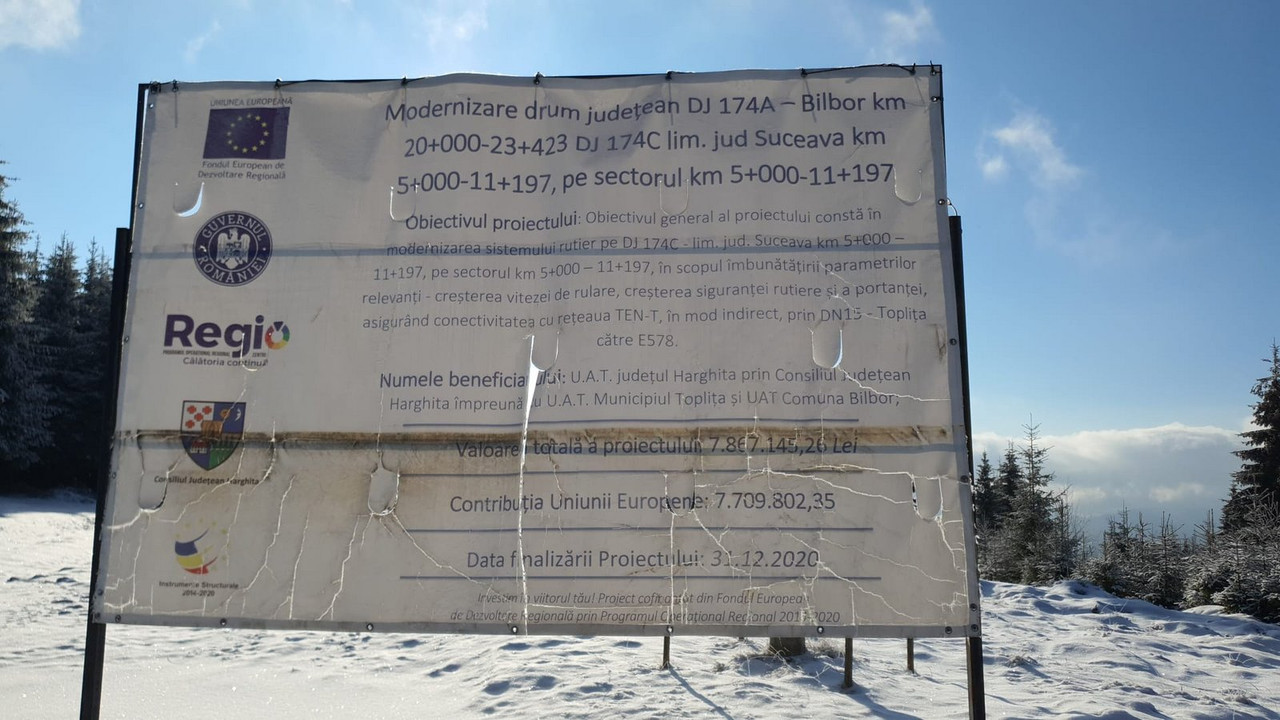 UNIUNEA EUROPEANĂ
Fondul European de
Dezvoltare Regională
GUVERNUL ROMÂNIEI
Regio
PROGRAMUL OPERAȚIONAL REGIONAL
Călătoria continuă
Consiliul Județean Harghita
Instrumente Structurale
2014-2020
Modernizare drum județean DJ 174A – Bilbor km
20+000-23+423 DJ 174C lim. jud Suceava km
5+000-11+197, pe sectorul km 5+000-11+197
Obiectivul proiectului: Obiectivul general al proiectului constă în
modernizarea sistemului rutier pe DJ 174C - lim. jud. Suceava km 5+000 –
11+197, pe sectorul km 5+000 – 11+197, în scopul îmbunătățirii parametrilor
relevanți - creșterea vitezei de rulare, creșterea siguranței rutiere și a portanței,
asigurând conectivitatea cu rețeaua TEN-T, în mod indirect, prin DN15 - Toplița
către E578.
Numele beneficiarului: U.A.T. județul Harghita prin Consiliul Județean
Harghita împreună cu U.A.T. Municipiul Toplița și UAT Comuna Bilbor,
Valoarea totală a proiectului: 7.867.145,26 Lei
Contribuția Uniunii Europene: 7.709.802,35
Data finalizării Proiectului: 31.12.2020
Investim în viitorul tău! Project cofinanțat din Fondul European
de Dezvoltare Regională prin Programul Operațional Regional 2014-2020